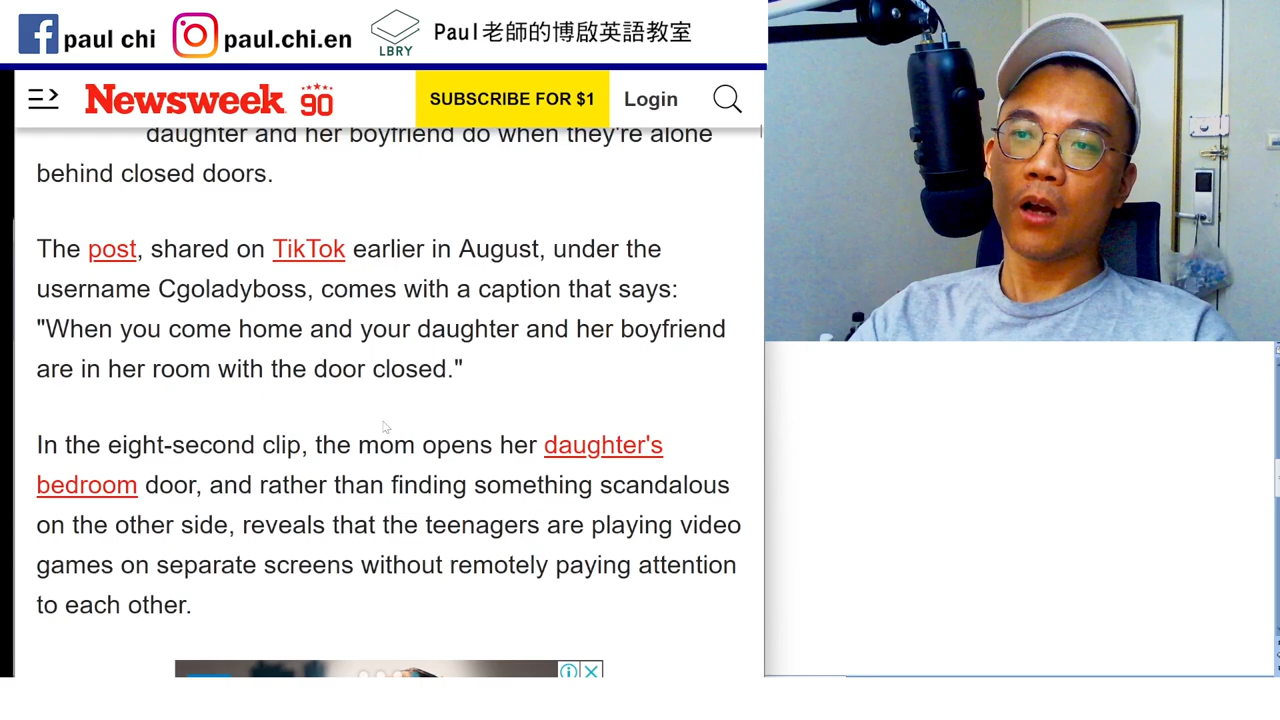 paul chi
paul.chi.en
LBRY
Paul老師的博啟英語教室
Newsweek 90
SUBSCRIBE FOR $1
Login
daughter and her boyfriend do when they're alone
behind closed doors.
The post, shared on TikTok earlier in August, under the
username Cgoladyboss, comes with a caption that says:
"When you come home and your daughter and her boyfriend
are in her room with the door closed."
In the eight-second clip, the mom opens her daughter's
bedroom door, and rather than finding something scandalous
on the other side, reveals that the teenagers are playing video
games on separate screens without remotely paying attention
to each other.